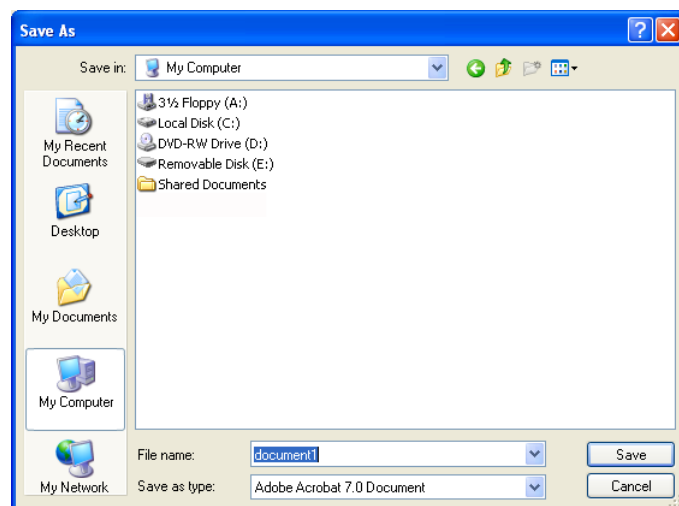 Save As
Save in: My Computer
3½ Floppy (A:)
Local Disk (C:)
DVD-RW Drive (D:)
Removable Disk (E:)
Shared Documents
My Recent
Documents
Desktop
My Documents
My Computer
My Network
File name: document1 Save
Save as type: Adobe Acrobat 7.0 Document Cancel